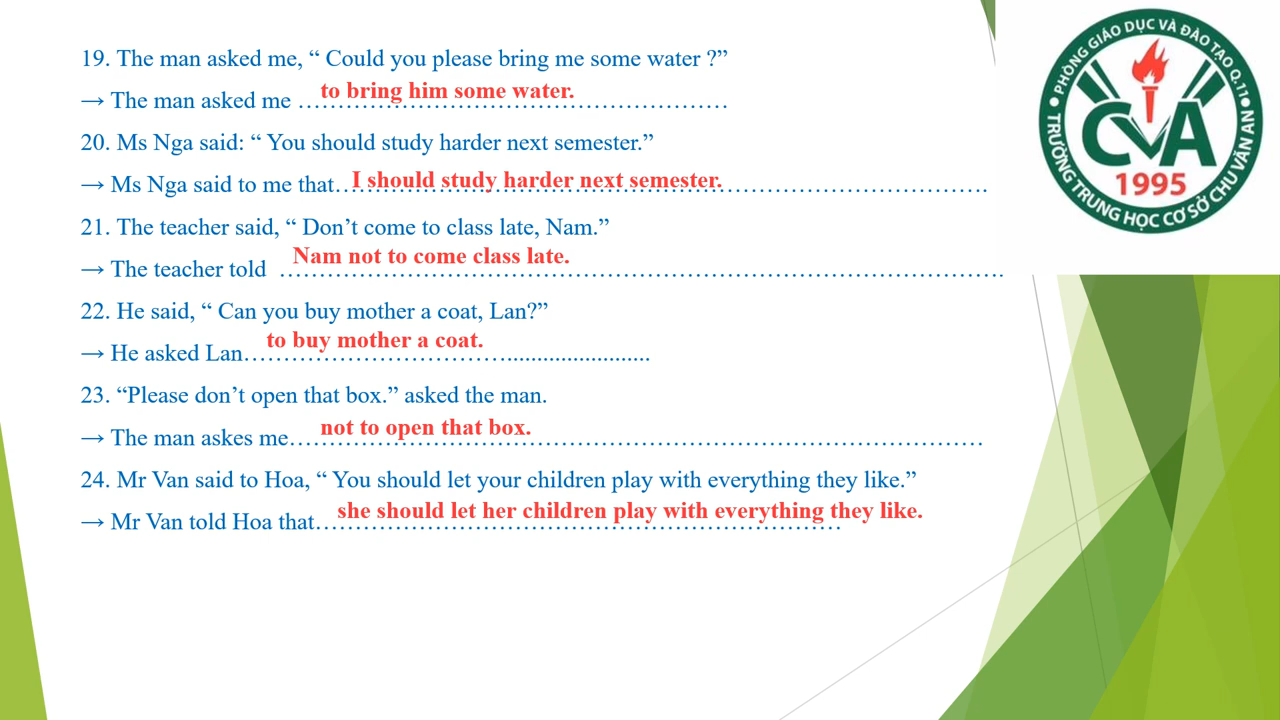 19. The man asked me, “ Could you please bring me some water ?”
→ The man asked me ……………………………………………… to bring him some water.
20. Ms Nga said: “ You should study harder next semester.”
→ Ms Nga said to me that……………………………………………………………………. I should study harder next semester.
21. The teacher said, “ Don’t come to class late, Nam.”
→ The teacher told ………………………………………………………………………………. Nam not to come class late.
22. He said, “ Can you buy mother a coat, Lan?”
→ He asked Lan……………………………........................ to buy mother a coat.
23. “Please don’t open that box.” asked the man.
→ The man askes me…………………………………………………………………………… not to open that box.
24. Mr Van said to Hoa, “ You should let your children play with everything they like.”
→ Mr Van told Hoa that………………………………………………………… she should let her children play with everything they like.
PHÒNG GIÁO DỤC VÀ ĐÀO TẠO Q.11
CVA
1995
TRƯỜNG TRUNG HỌC CƠ SỞ CHU VĂN AN